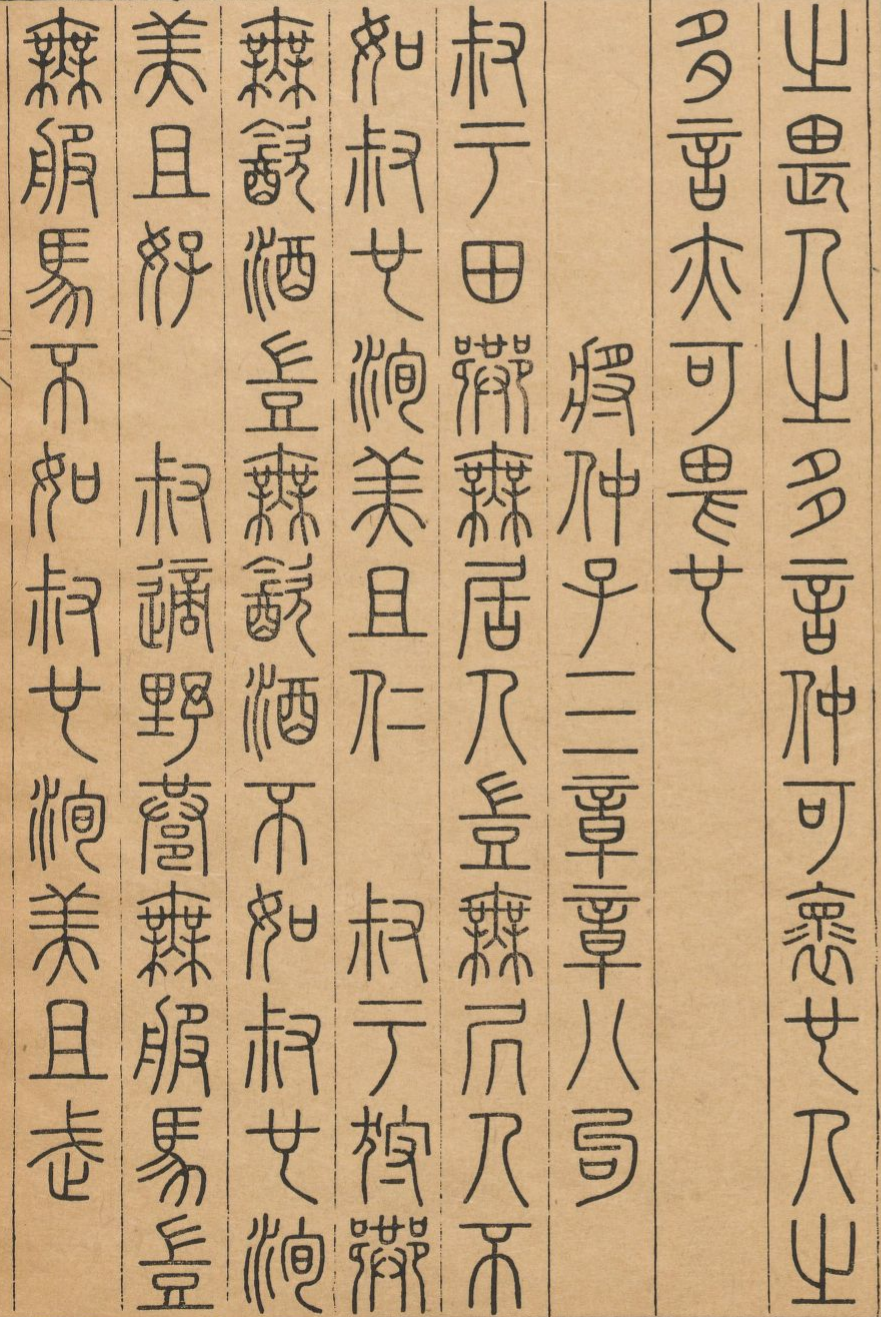 之畏人之多言仲可懷也人之
多言亦可畏也
將仲子三章章八句
叔于田巷無居人豈無凥人不
如叔也洵美且仁　叔于狩巷
無飲酒豈無飲酒不如叔也洵
美且好　叔適野巷無服馬豈
無服馬不如叔也洵美且武